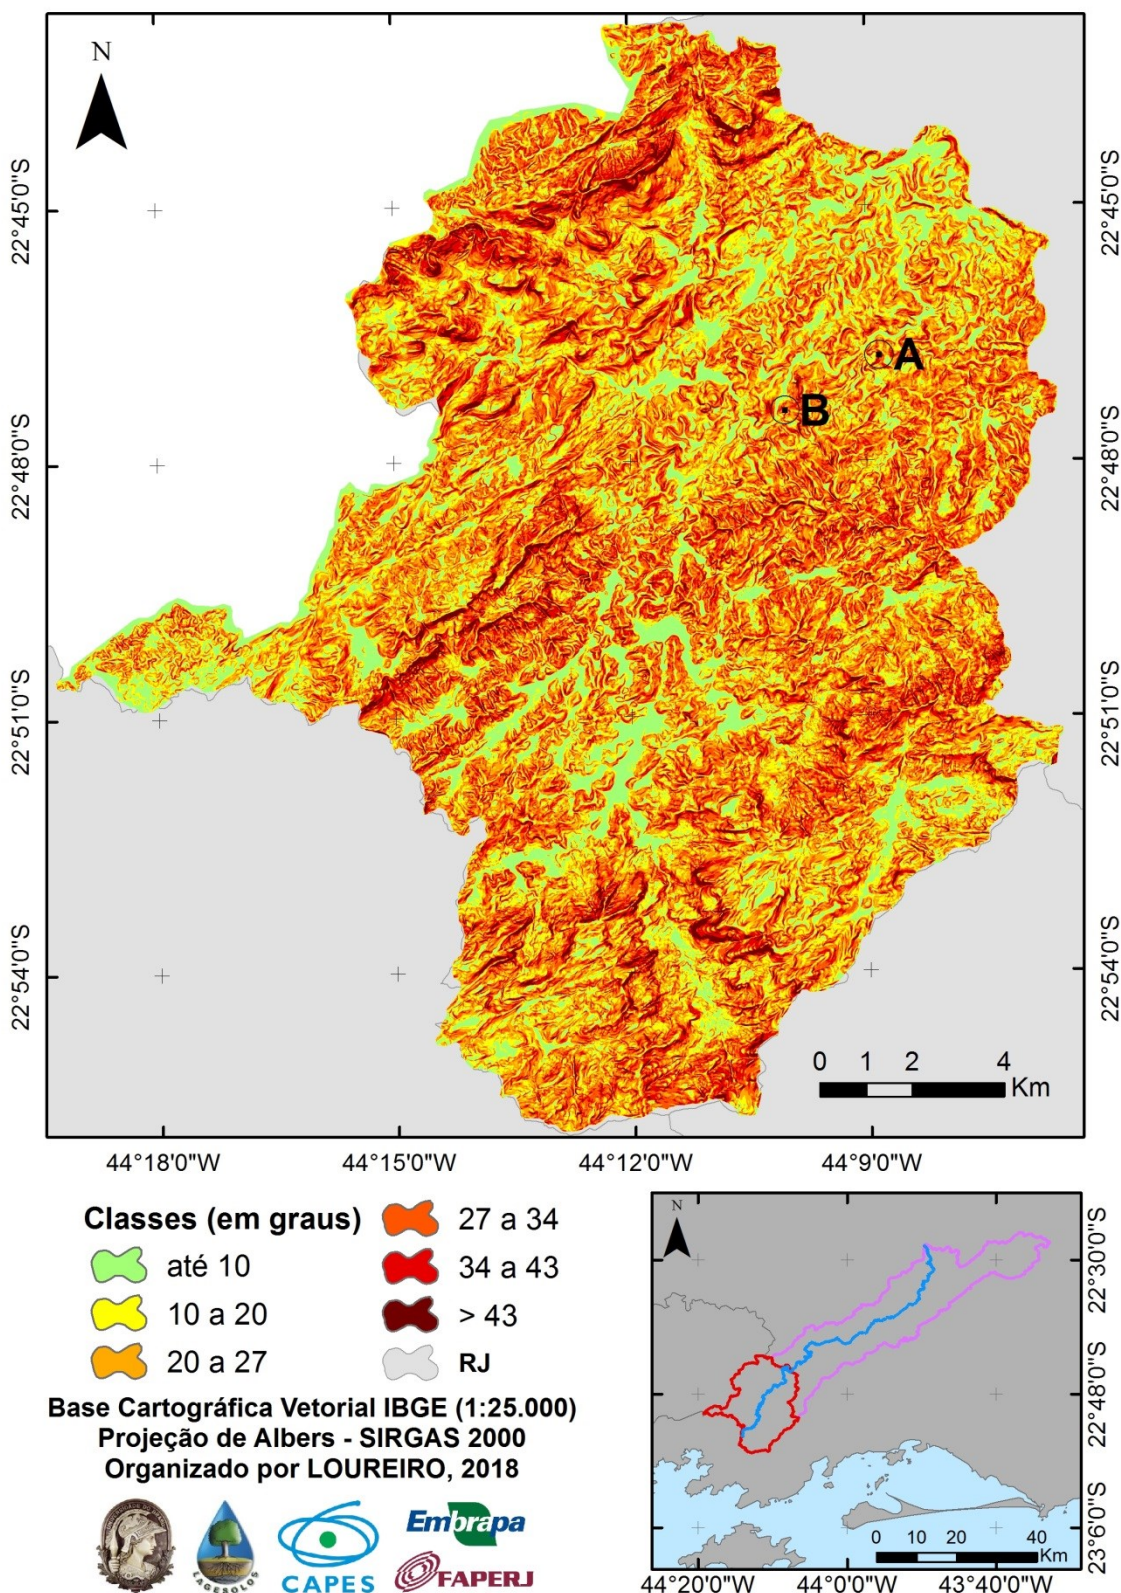 N
22°45'0"S
22°45'0"S
A
B
22°48'0"S
22°48'0"S
22°51'0"S
22°51'0"S
22°54'0"S
22°54'0"S
0 1 2 4
Km
44°18'0"W 44°15'0"W 44°12'0"W 44°9'0"W
Classes (em graus)
até 10
10 a 20
20 a 27
27 a 34
34 a 43
> 43
RJ
Base Cartográfica Vetorial IBGE (1:25.000)
Projeção de Albers - SIRGAS 2000
Organizado por LOUREIRO, 2018
LAGESOLOS
CAPES
Embrapa
FAPERJ
N
22°30'0"S
22°48'0"S
23°6'0"S
0 10 20 40
Km
44°20'0"W 44°0'0"W 43°40'0"W